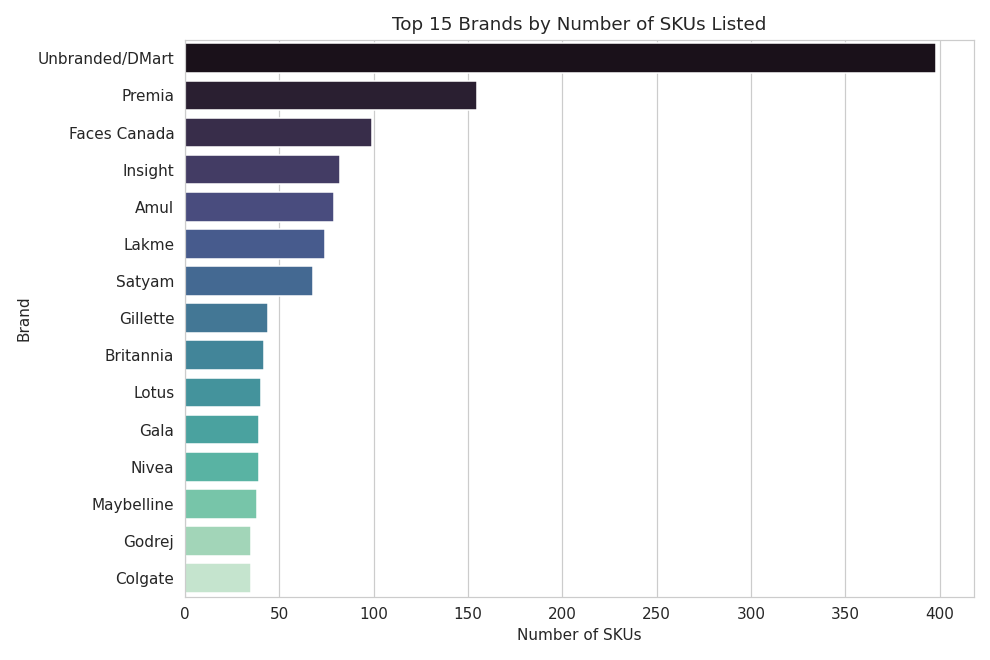 Top 15 Brands by Number of SKUs Listed
Brand
Unbranded/DMart
Premia
Faces Canada
Insight
Amul
Lakme
Satyam
Gillette
Britannia
Lotus
Gala
Nivea
Maybelline
Godrej
Colgate
0 50 100 150 200 250 300 350 400
Number of SKUs